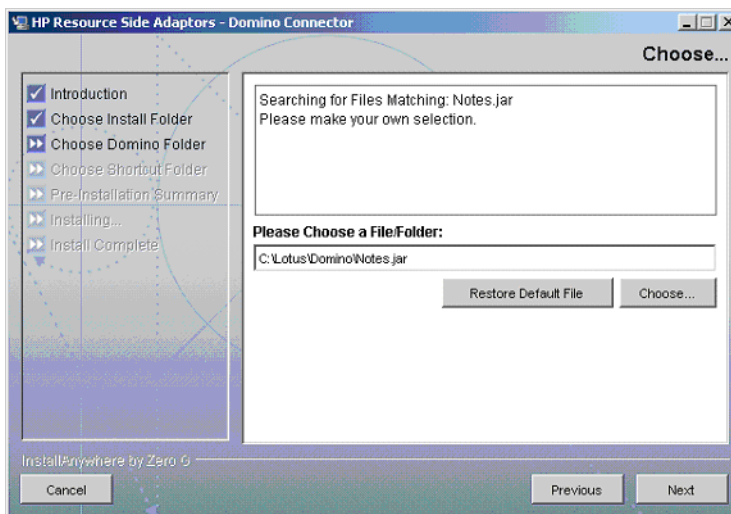 HP Resource Side Adaptors - Domino Connector
Choose...
Introduction
Choose Install Folder
Choose Domino Folder
Choose Shortcut Folder
Pre-Installation Summary
Installing...
Install Complete
Searching for Files Matching: Notes.jar
Please make your own selection.
Please Choose a File/Folder:
C:\Lotus\Domino\Notes.jar
Restore Default File
Choose...
InstallAnywhere by Zero G
Cancel
Previous
Next